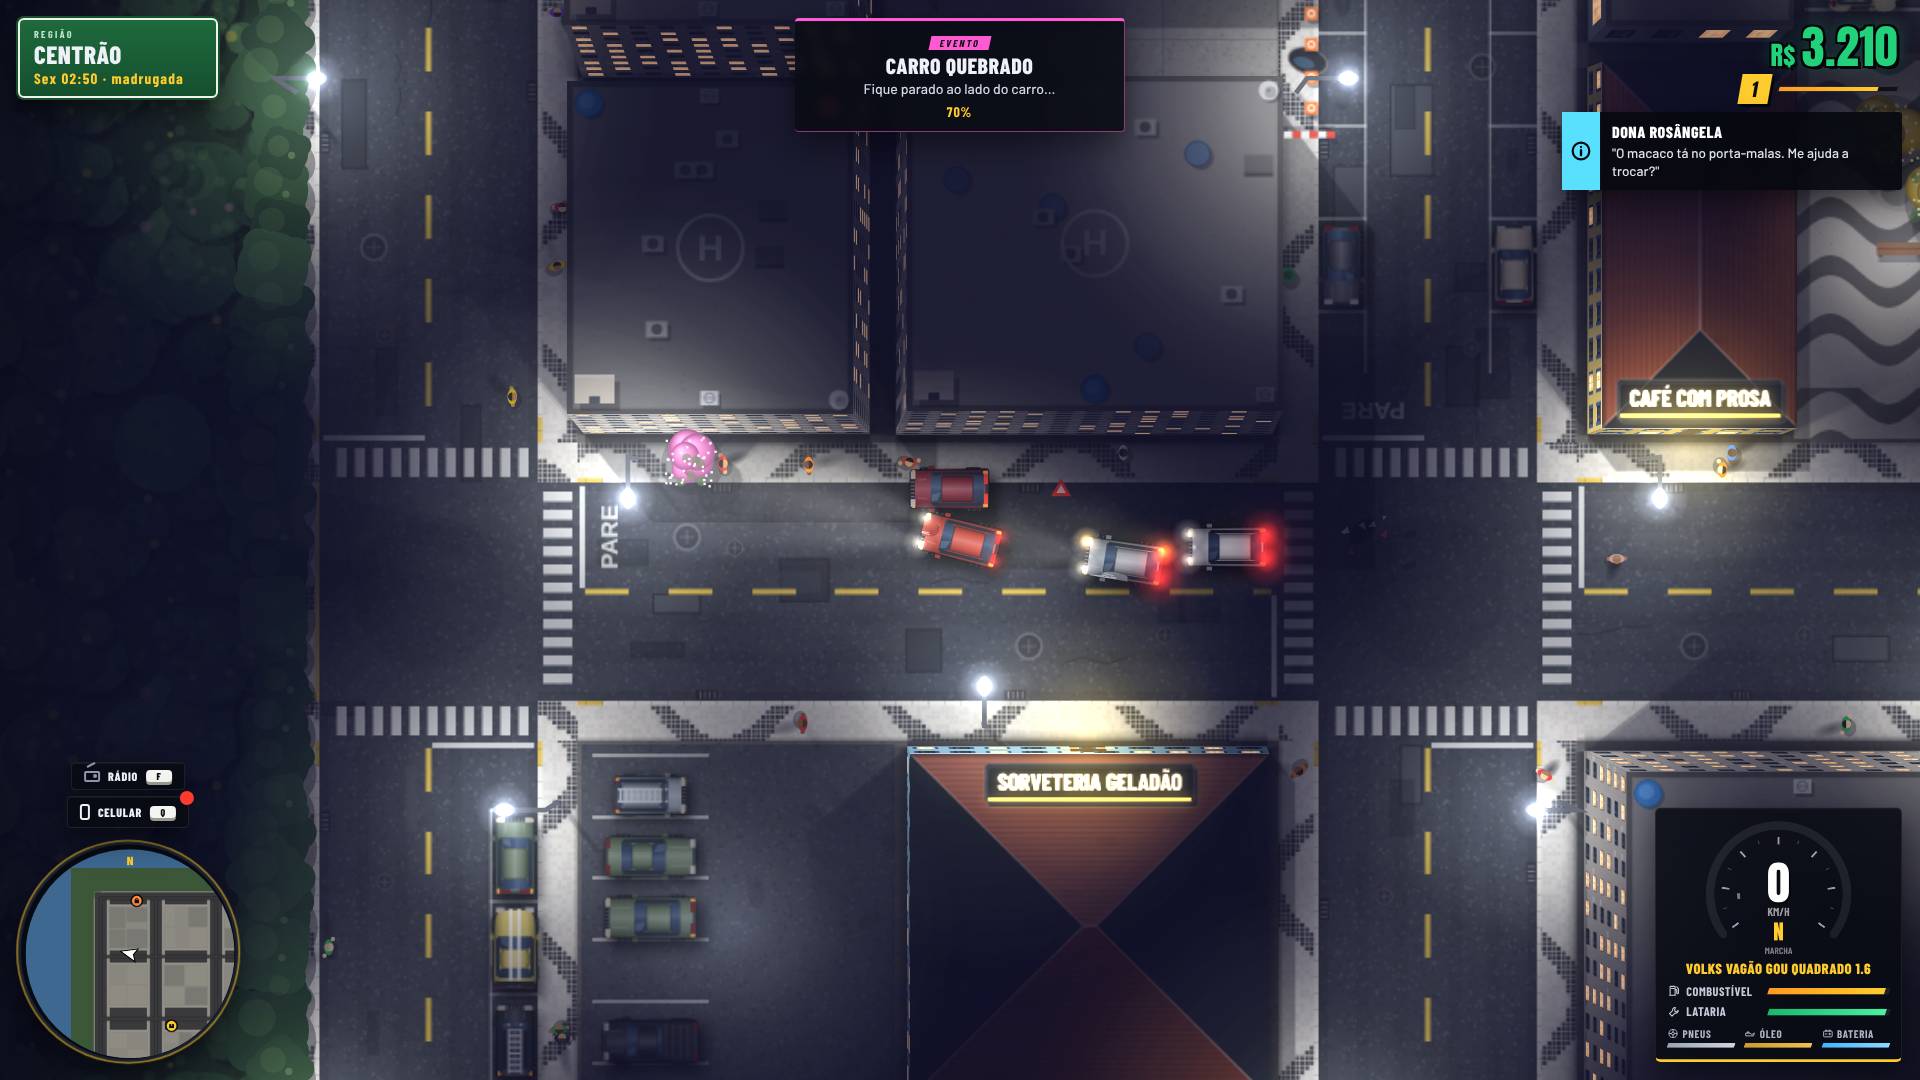 REGIÃO
CENTRÃO
Sex 02:50 · madrugada
EVENTO
CARRO QUEBRADO
Fique parado ao lado do carro...
70%
R$ 3.210
1
DONA ROSÂNGELA
"O macaco tá no porta-malas. Me ajuda a
trocar?"
H
H
PARE
CAFÉ COM PROSA
PARE
SORVETERIA GELADÃO
RÁDIO F
CELULAR Q
N
0
KM/H
N
MARCHA
VOLKS VAGÃO GOU QUADRADO 1.6
COMBUSTÍVEL
LATARIA
PNEUS
ÓLEO
BATERIA